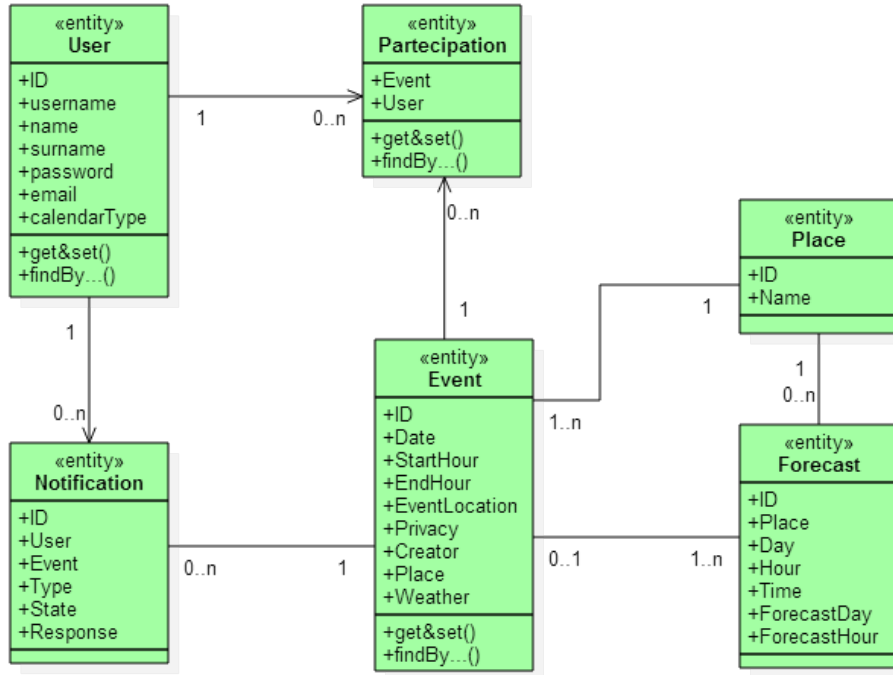 «entity»
User
+ID
+username
+name
+surname
+password
+email
+calendarType
+get&set()
+findBy...()
«entity»
Partecipation
+Event
+User
+get&set()
+findBy...()
1
0..n
0..n
1
1
0..n
«entity»
Place
+ID
+Name
1
1..n
1
0..n
«entity»
Event
+ID
+Date
+StartHour
+EndHour
+EventLocation
+Privacy
+Creator
+Place
+Weather
+get&set()
+findBy...()
«entity»
Notification
+ID
+User
+Event
+Type
+State
+Response
0..n
1
0..1
1..n
«entity»
Forecast
+ID
+Place
+Day
+Hour
+Time
+ForecastDay
+ForecastHour